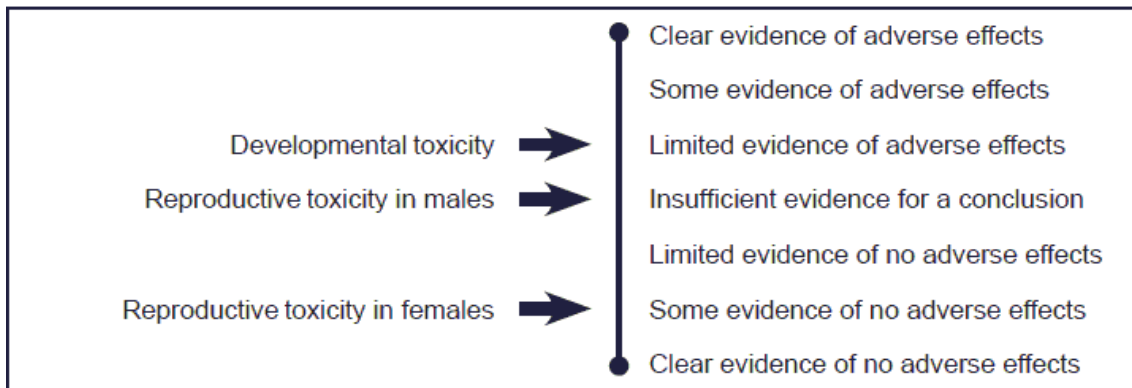 Clear evidence of adverse effects
Some evidence of adverse effects
Developmental toxicity Limited evidence of adverse effects
Reproductive toxicity in males Insufficient evidence for a conclusion
Limited evidence of no adverse effects
Reproductive toxicity in females Some evidence of no adverse effects
Clear evidence of no adverse effects